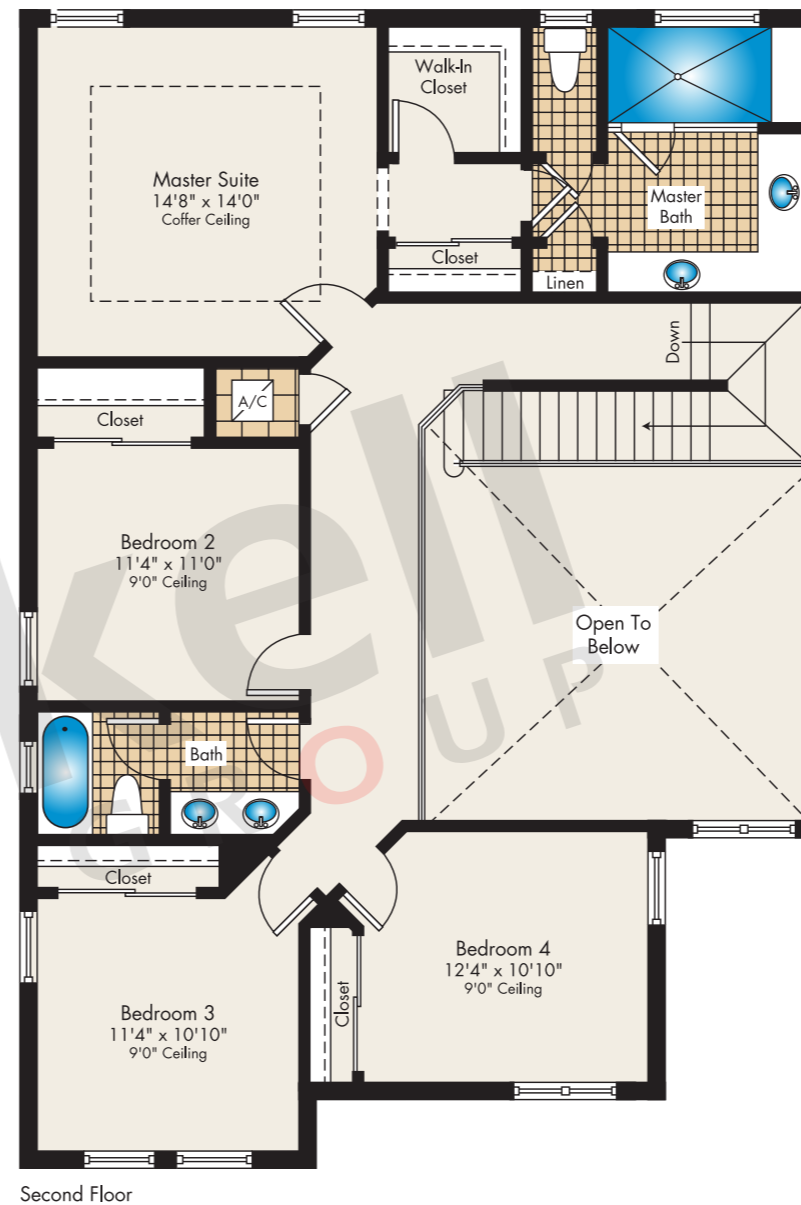 Walk-In
Closet
Master Suite
14'8" x 14'0"
Coffer Ceiling
Master
Bath
Closet
Linen
Down
A/C
Closet
Bedroom 2
11'4" x 11'0"
9'0" Ceiling
Open To
Below
Bath
kell
GROUP
Closet
Bedroom 4
12'4" x 10'10"
9'0" Ceiling
Closet
Bedroom 3
11'4" x 10'10"
9'0" Ceiling
Second Floor